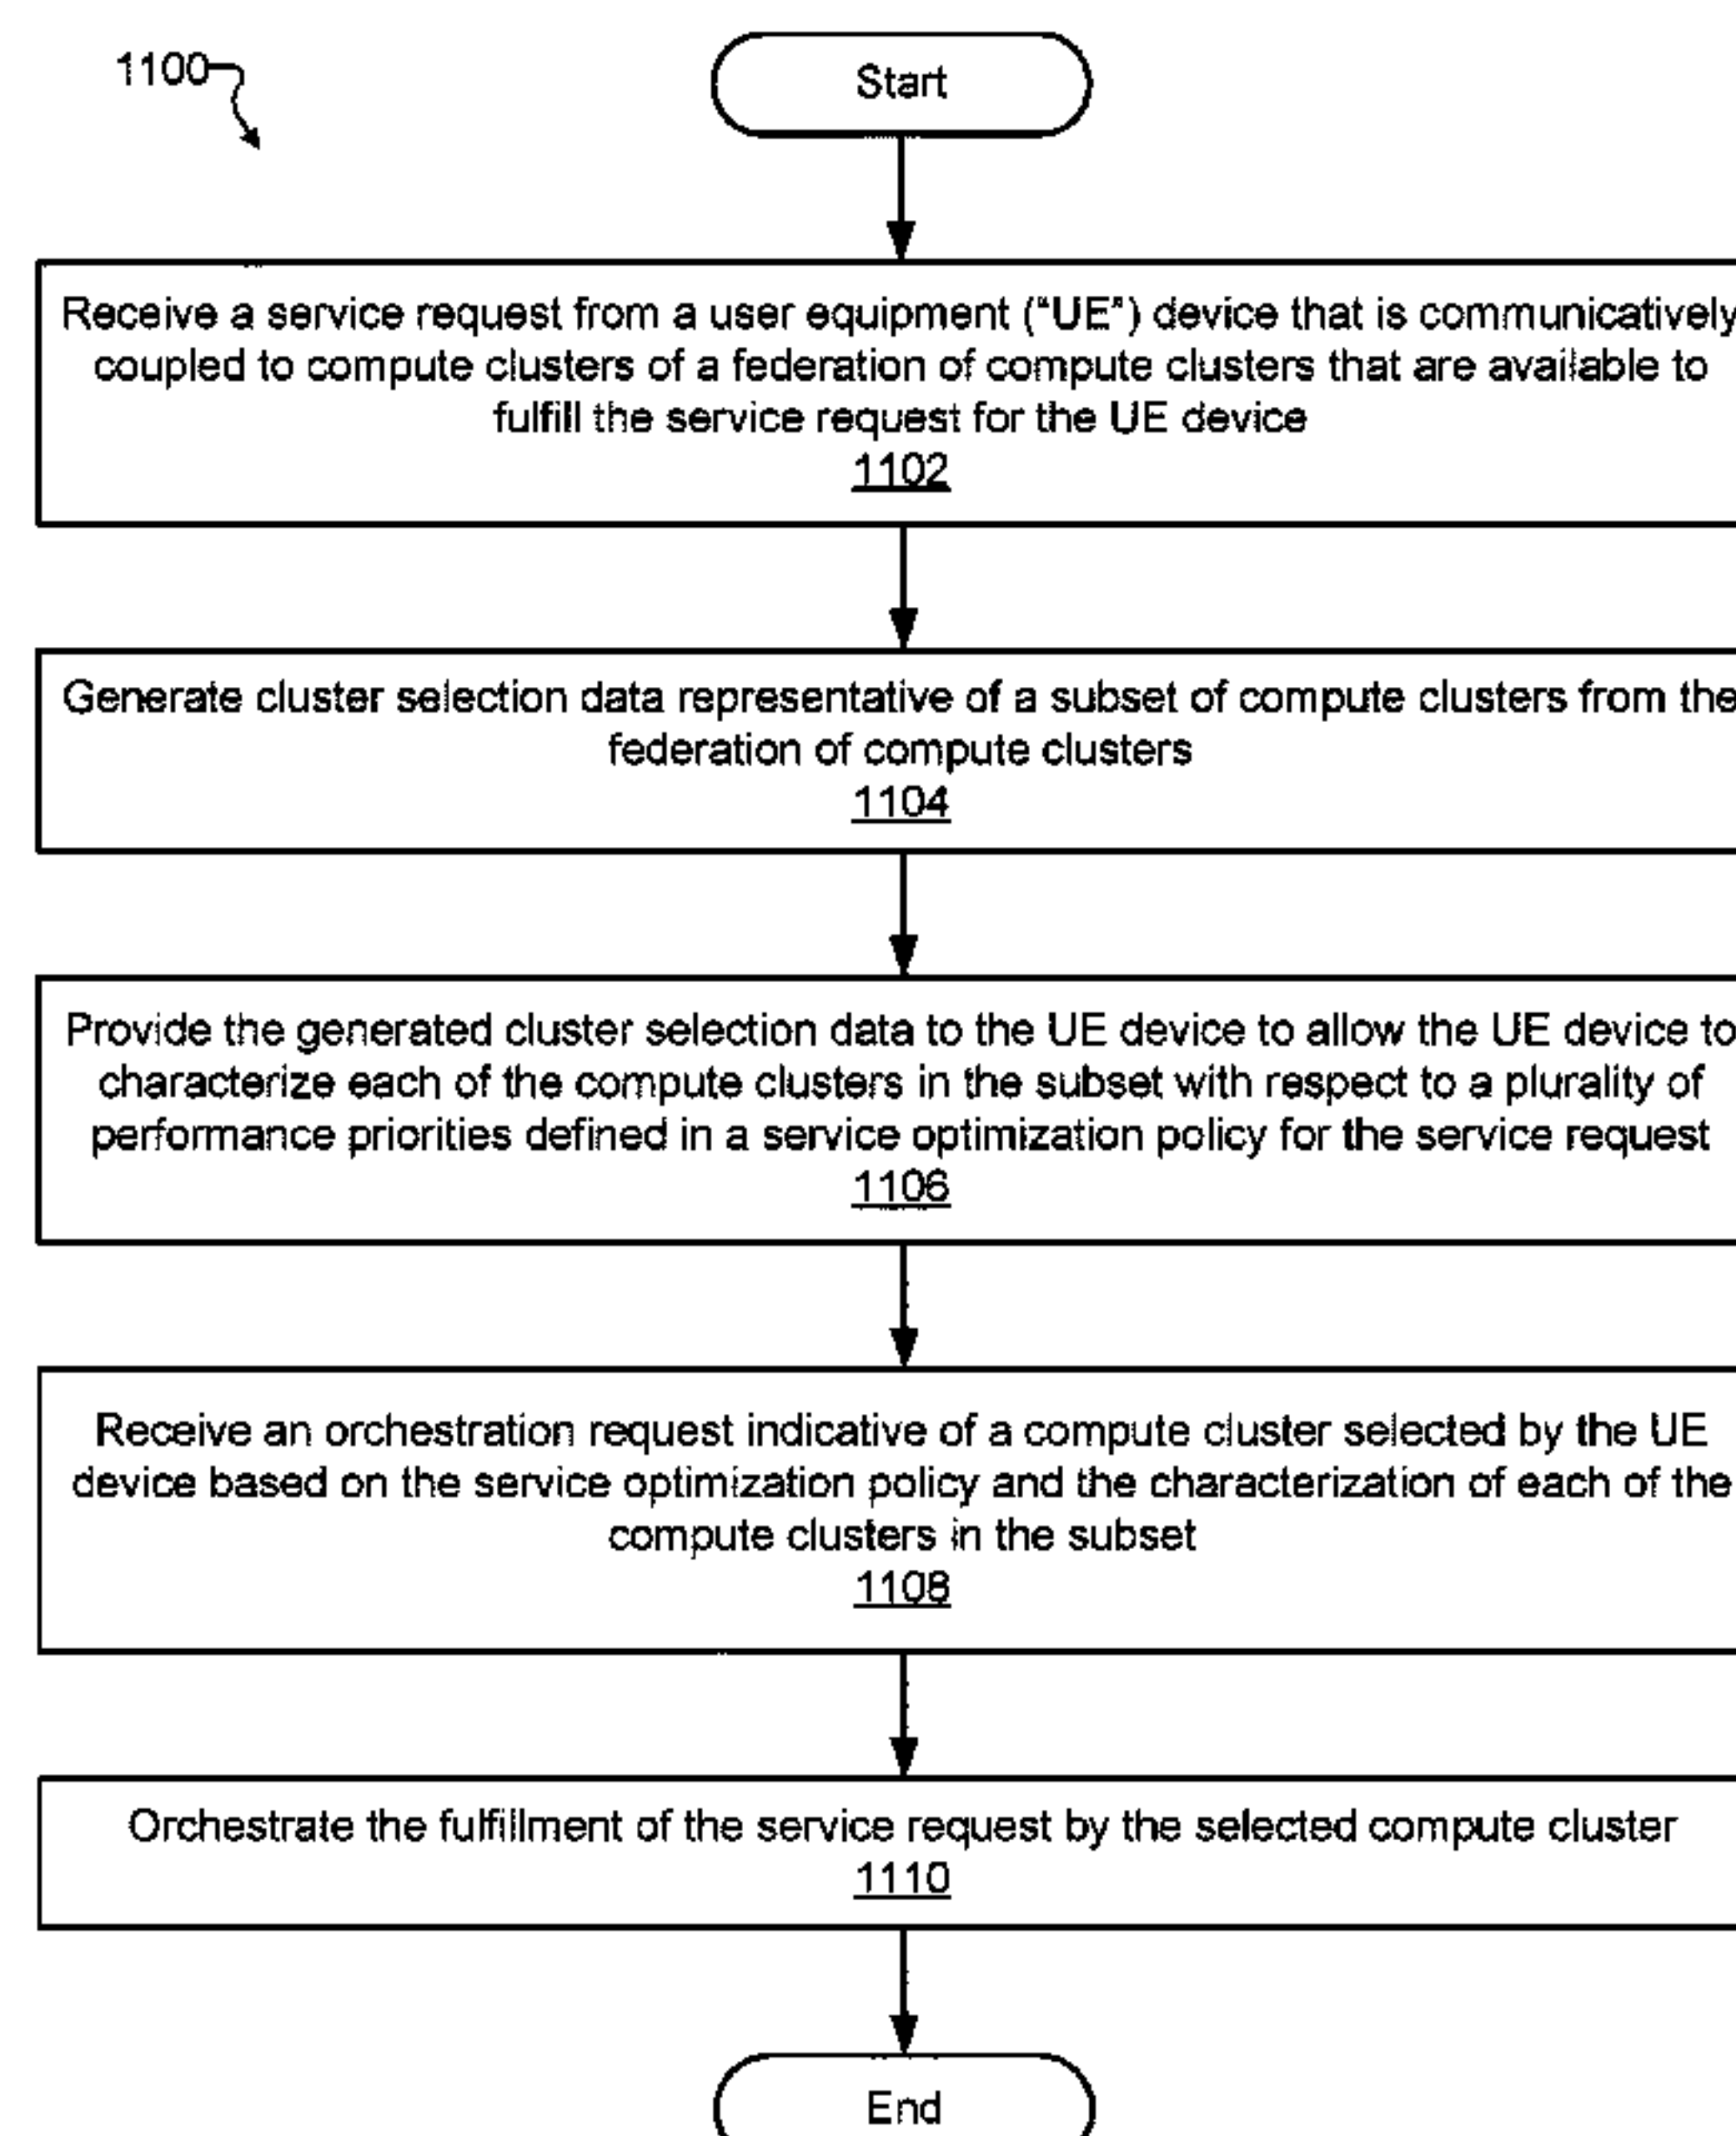 1100
Start
Receive a service request from a user equipment (“UE”) device that is communicatively
coupled to compute clusters of a federation of compute clusters that are available to
fulfill the service request for the UE device
1102
Generate cluster selection data representative of a subset of compute clusters from the
federation of compute clusters
1104
Provide the generated cluster selection data to the UE device to allow the UE device to
characterize each of the compute clusters in the subset with respect to a plurality of
performance priorities defined in a service optimization policy for the service request
1106
Receive an orchestration request indicative of a compute cluster selected by the UE
device based on the service optimization policy and the characterization of each of the
compute clusters in the subset
1108
Orchestrate the fulfillment of the service request by the selected compute cluster
1110
End